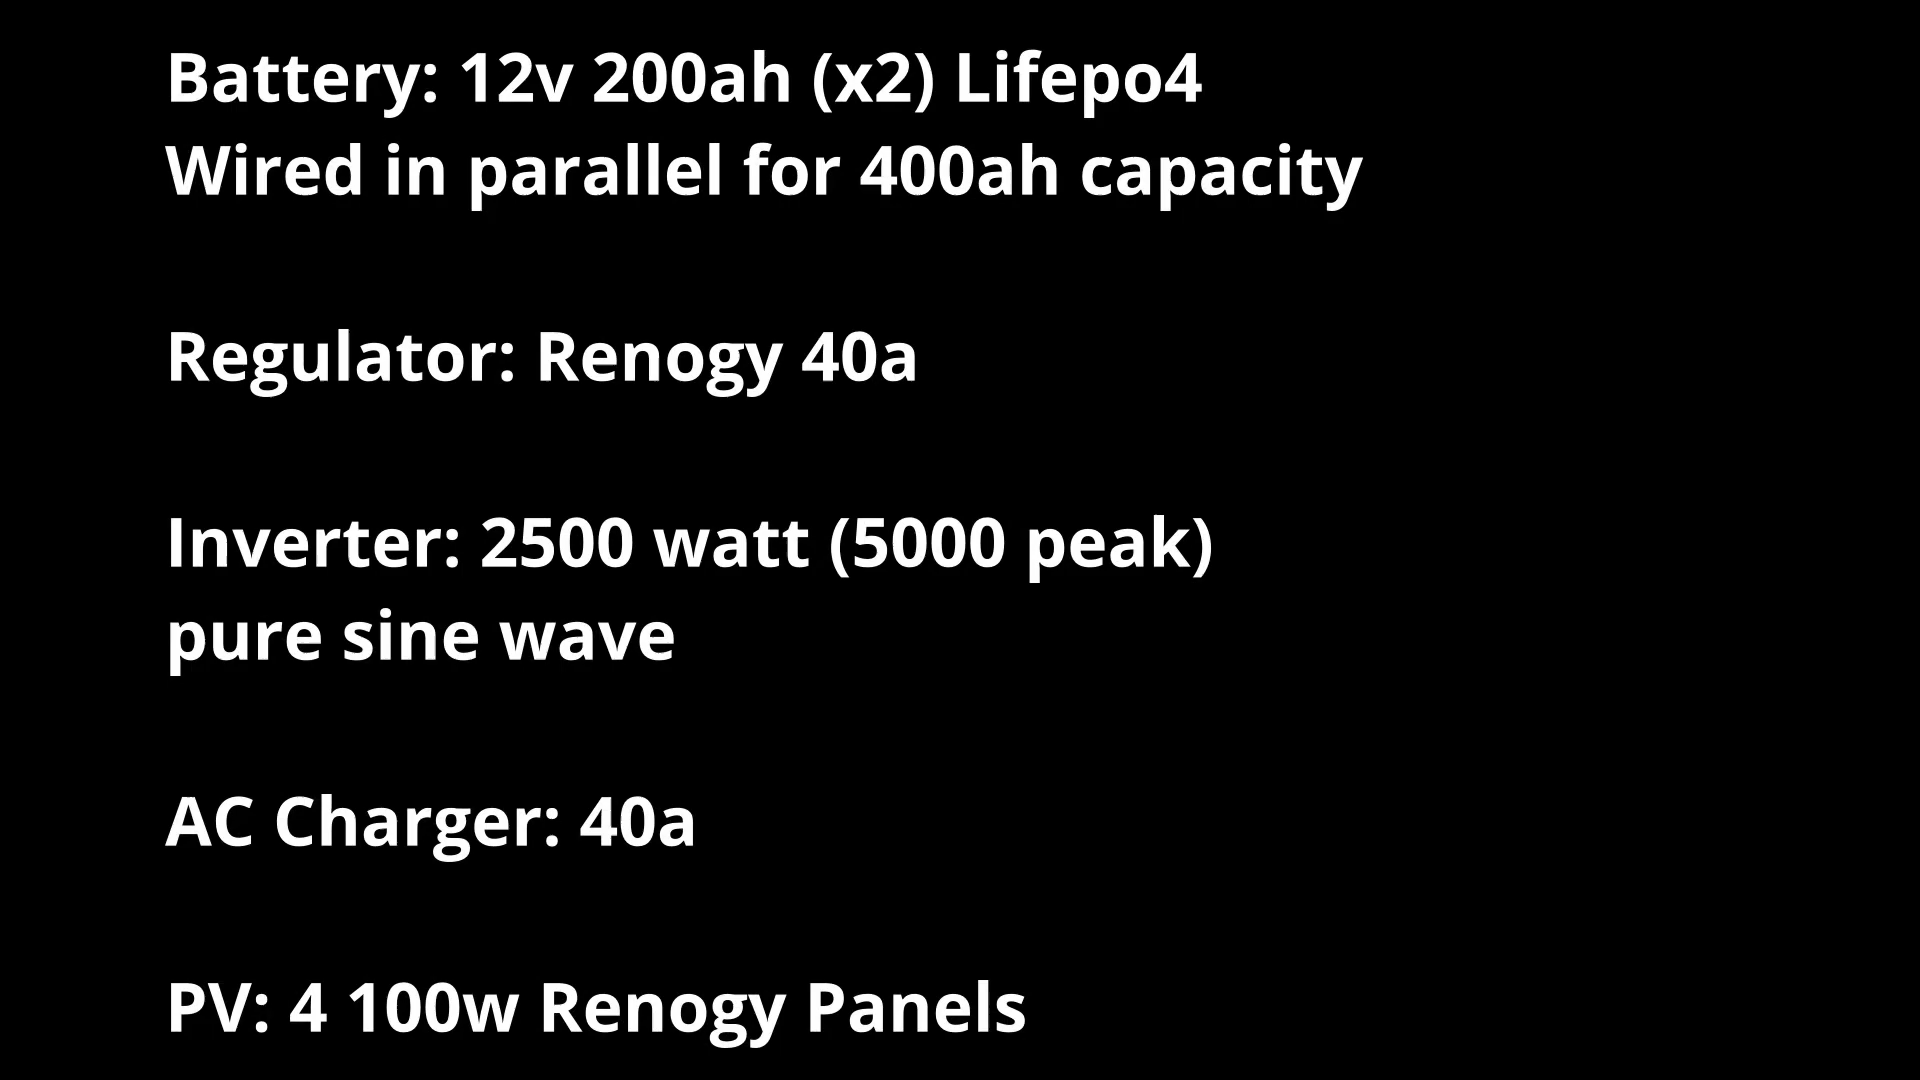 Battery: 12v 200ah (x2) Lifepo4
Wired in parallel for 400ah capacity
Regulator: Renogy 40a
Inverter: 2500 watt (5000 peak)
pure sine wave
AC Charger: 40a
PV: 4 100w Renogy Panels